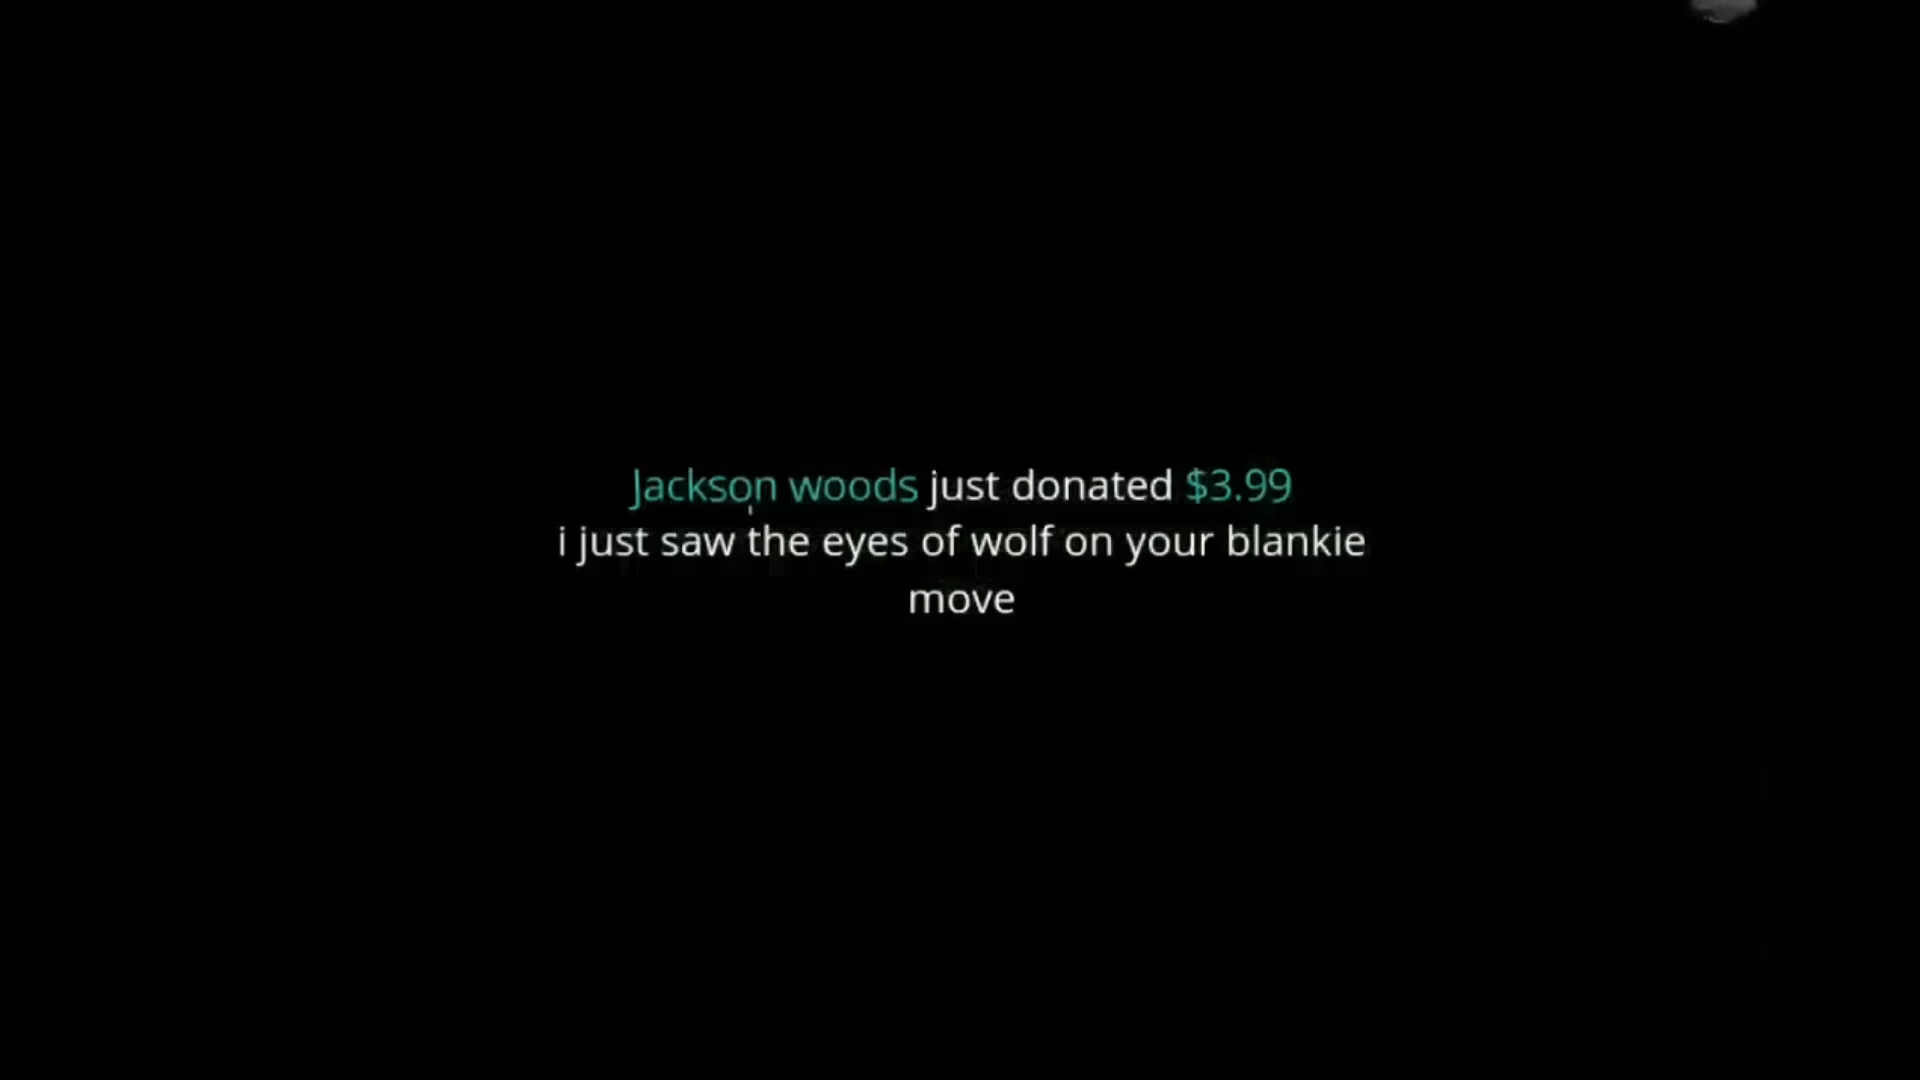 Jackson woods just donated $3.99
i just saw the eyes of wolf on your blankie
move